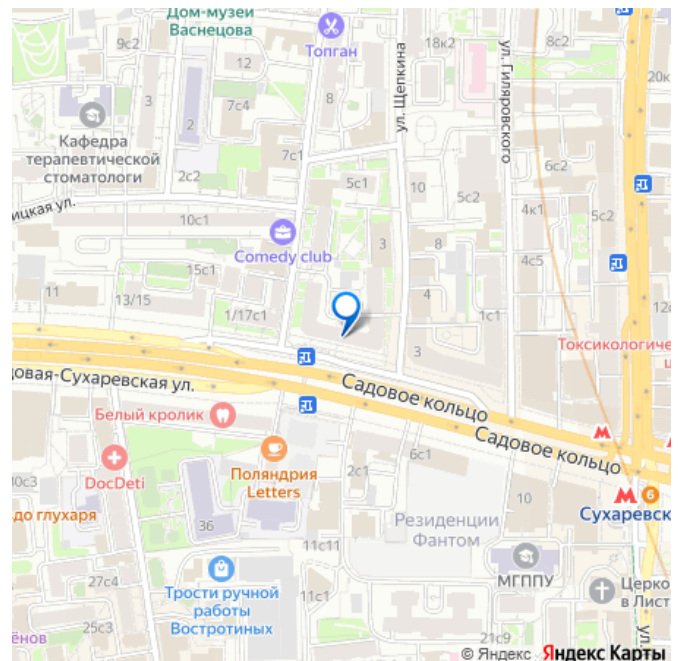 Дом-музей
Васнецова
9с2
12
Топган
18к2
20к
3
2
7с4
8
ул. Щепкина
ул. Гиляровского
Кафедра
терапевтической
стоматологи
7с1
2с2
5с1
10
5с2
6с2
ицкая ул.
10с1
3
4к1
5с2
Comedy club
8
4с5
15с1
11
13/15
1/17с1
4
1с1
12с
3
Токсикологиче
ц
довая-Сухаревская ул.
Садовое кольцо
Садовое кольцо
Белый кролик
DocDeti
Поляндрия
Letters
2с1
6с1
10
6
Сухаревск
30с3
до глухаря
36
Резиденции
Фантом
11с11
МГППУ
27с4
11с1
Церко
в Лист
Трости ручной
работы
Востротиных
25с3
ёнов
21с9
ул.
© Яндекс Яндекс Карты